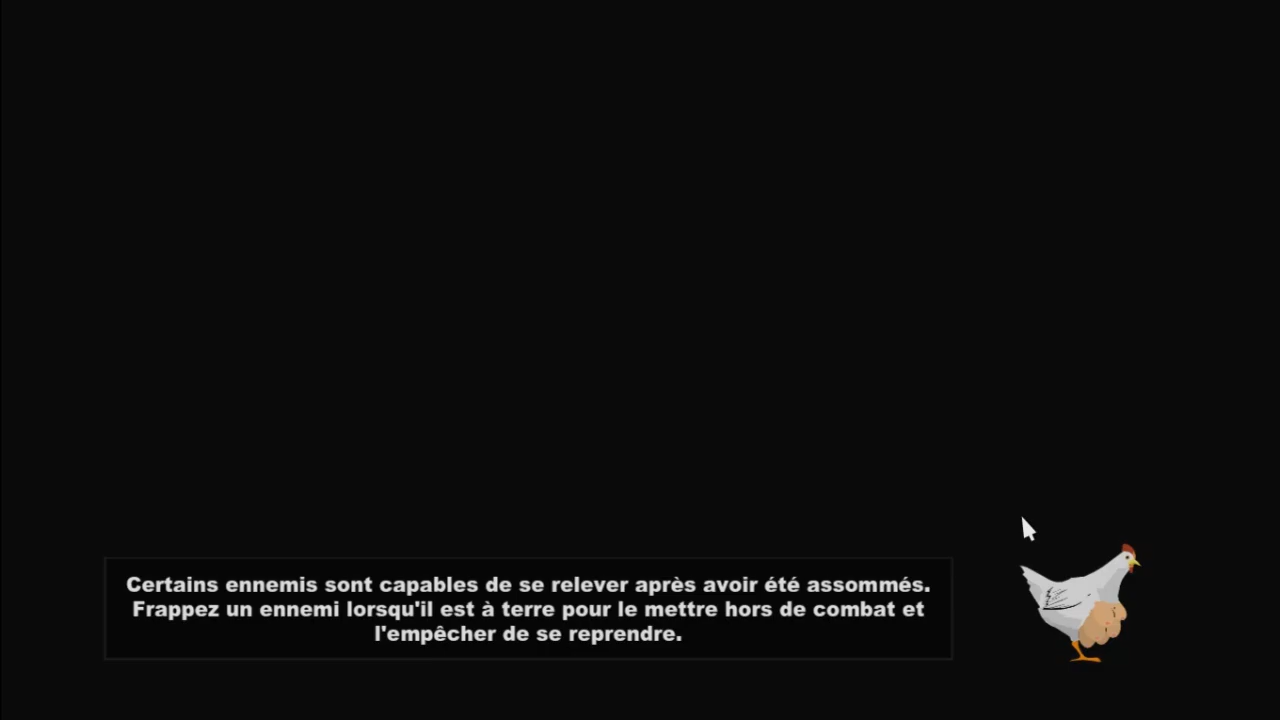 Certains ennemis sont capables de se relever après avoir été assommés.
Frappez un ennemi lorsqu'il est à terre pour le mettre hors de combat et
l'empêcher de se reprendre.